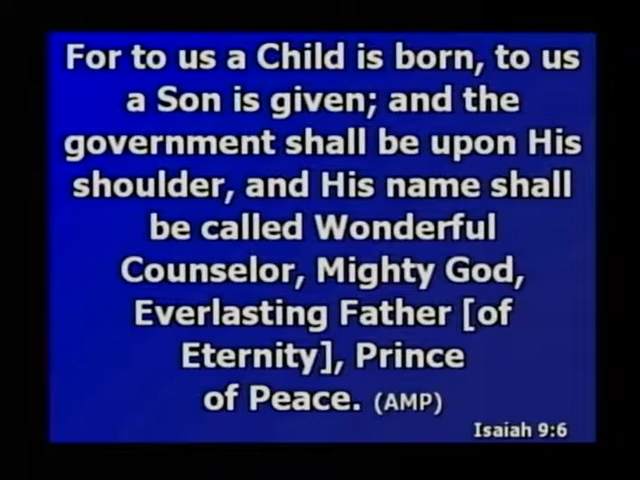 For to us a Child is born, to us
a Son is given; and the
government shall be upon His
shoulder, and His name shall
be called Wonderful
Counselor, Mighty God,
Everlasting Father [of
Eternity], Prince
of Peace. (AMP)
Isaiah 9:6